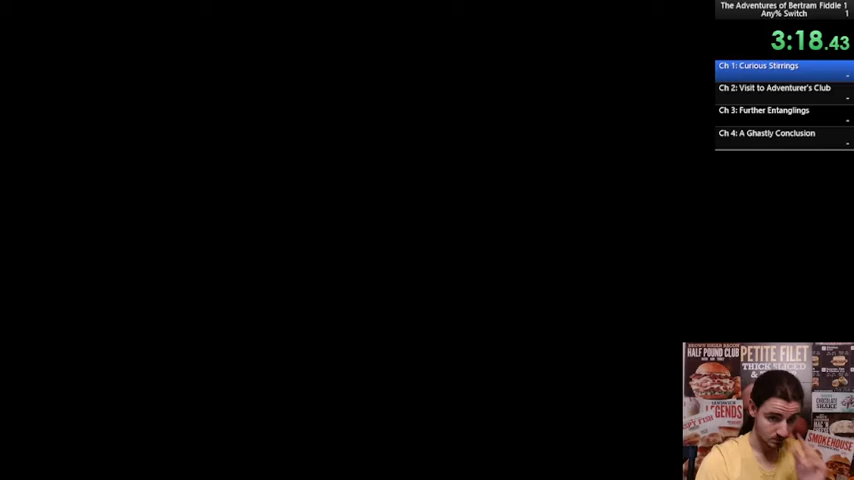 The Adventures of Bertram Fiddle 1
Any% Switch 1
3:18.43
Ch 1: Curious Stirrings -
Ch 2: Visit to Adventurer's Club -
Ch 3: Further Entanglings -
Ch 4: A Ghastly Conclusion -
HALF POUND CLUB
PETITE FILET
THICK SLICED
LEGENDS
SPY FISH
CHOCOLATE
SHAKE
SMOKEHOUSE